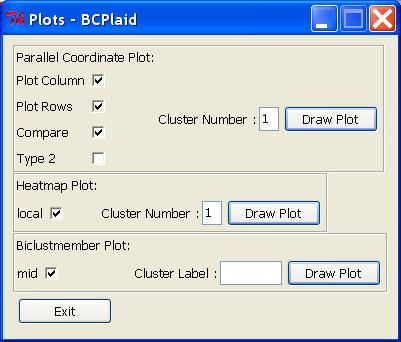 Plots - BCPlaid
Parallel Coordinate Plot:
Plot Column
Plot Rows
Compare
Type 2
Cluster Number : 1 Draw Plot
Heatmap Plot:
local Cluster Number : 1 Draw Plot
Biclustmember Plot:
mid Cluster Label : Draw Plot
Exit